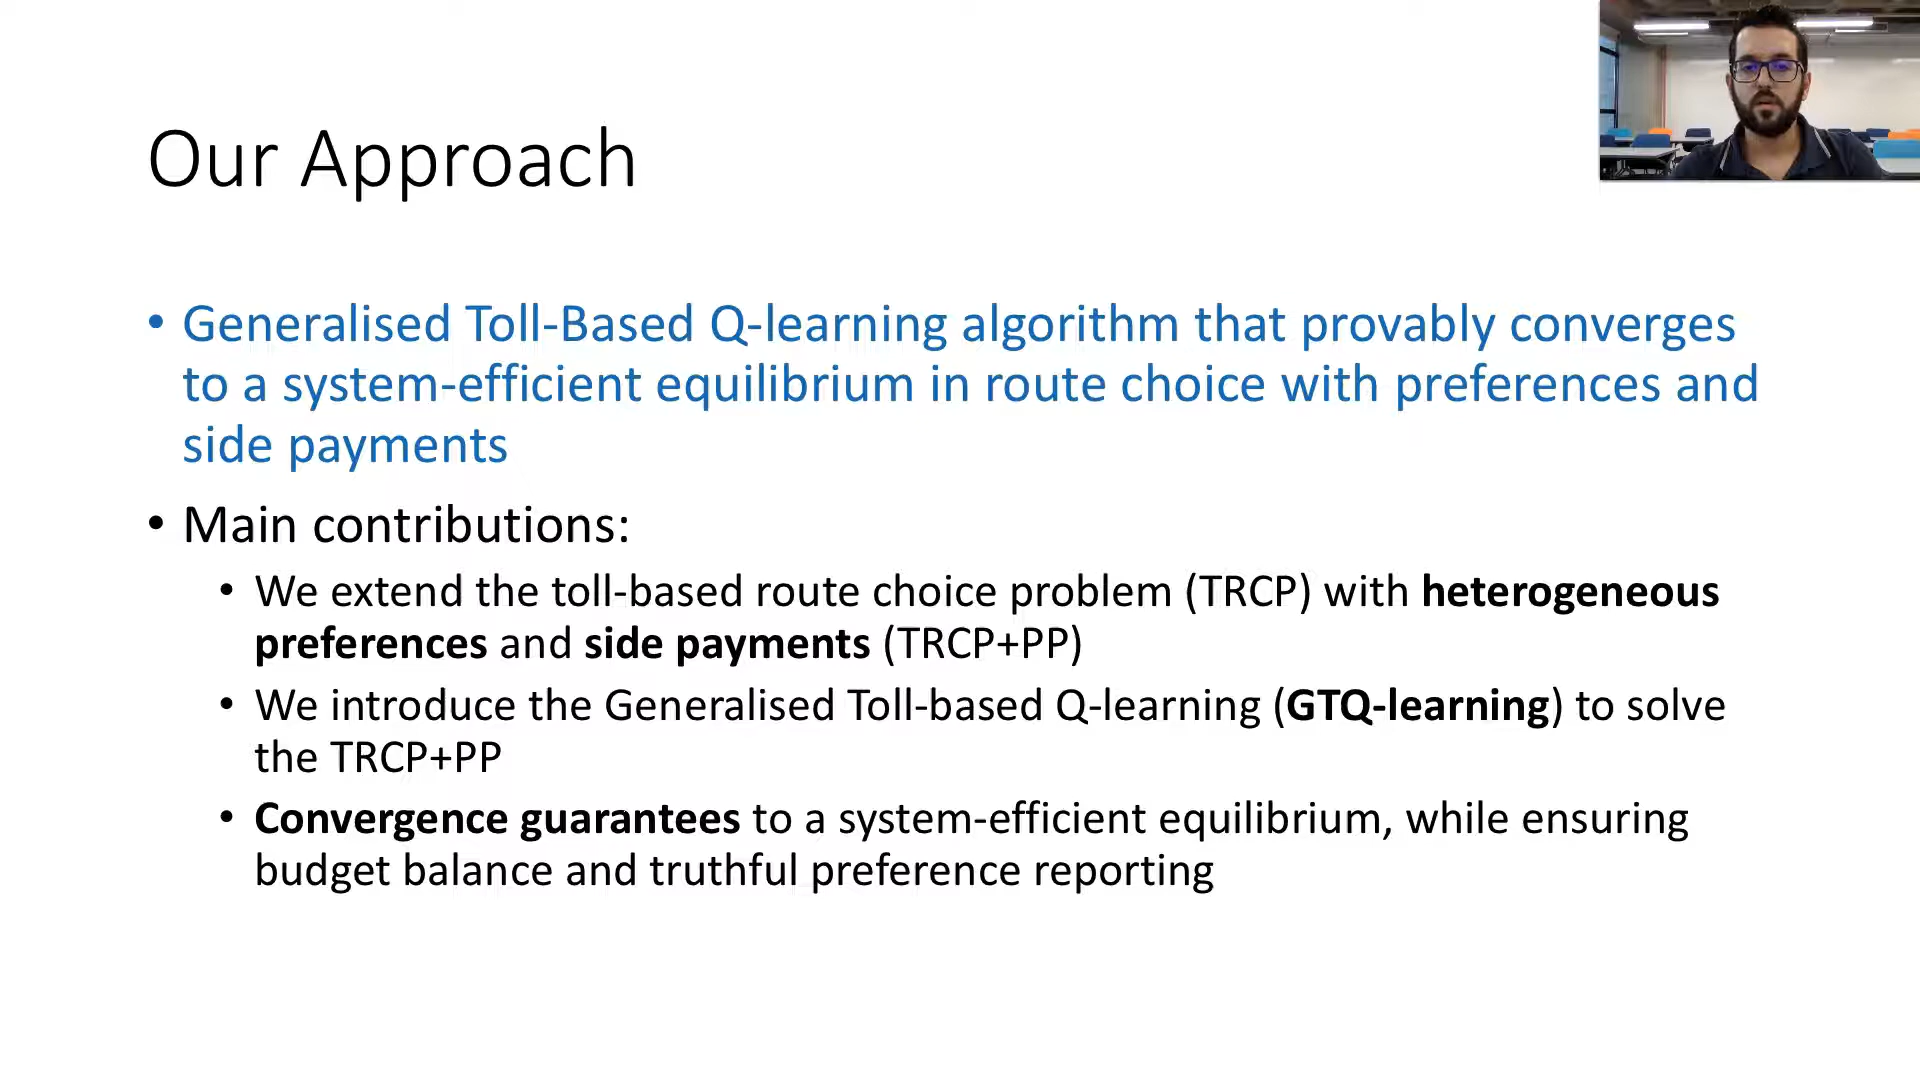 Our Approach
• Generalised Toll-Based Q-learning algorithm that provably converges
to a system-efficient equilibrium in route choice with preferences and
side payments
• Main contributions:
• We extend the toll-based route choice problem (TRCP) with heterogeneous
preferences and side payments (TRCP+PP)
• We introduce the Generalised Toll-based Q-learning (GTQ-learning) to solve
the TRCP+PP
• Convergence guarantees to a system-efficient equilibrium, while ensuring
budget balance and truthful preference reporting